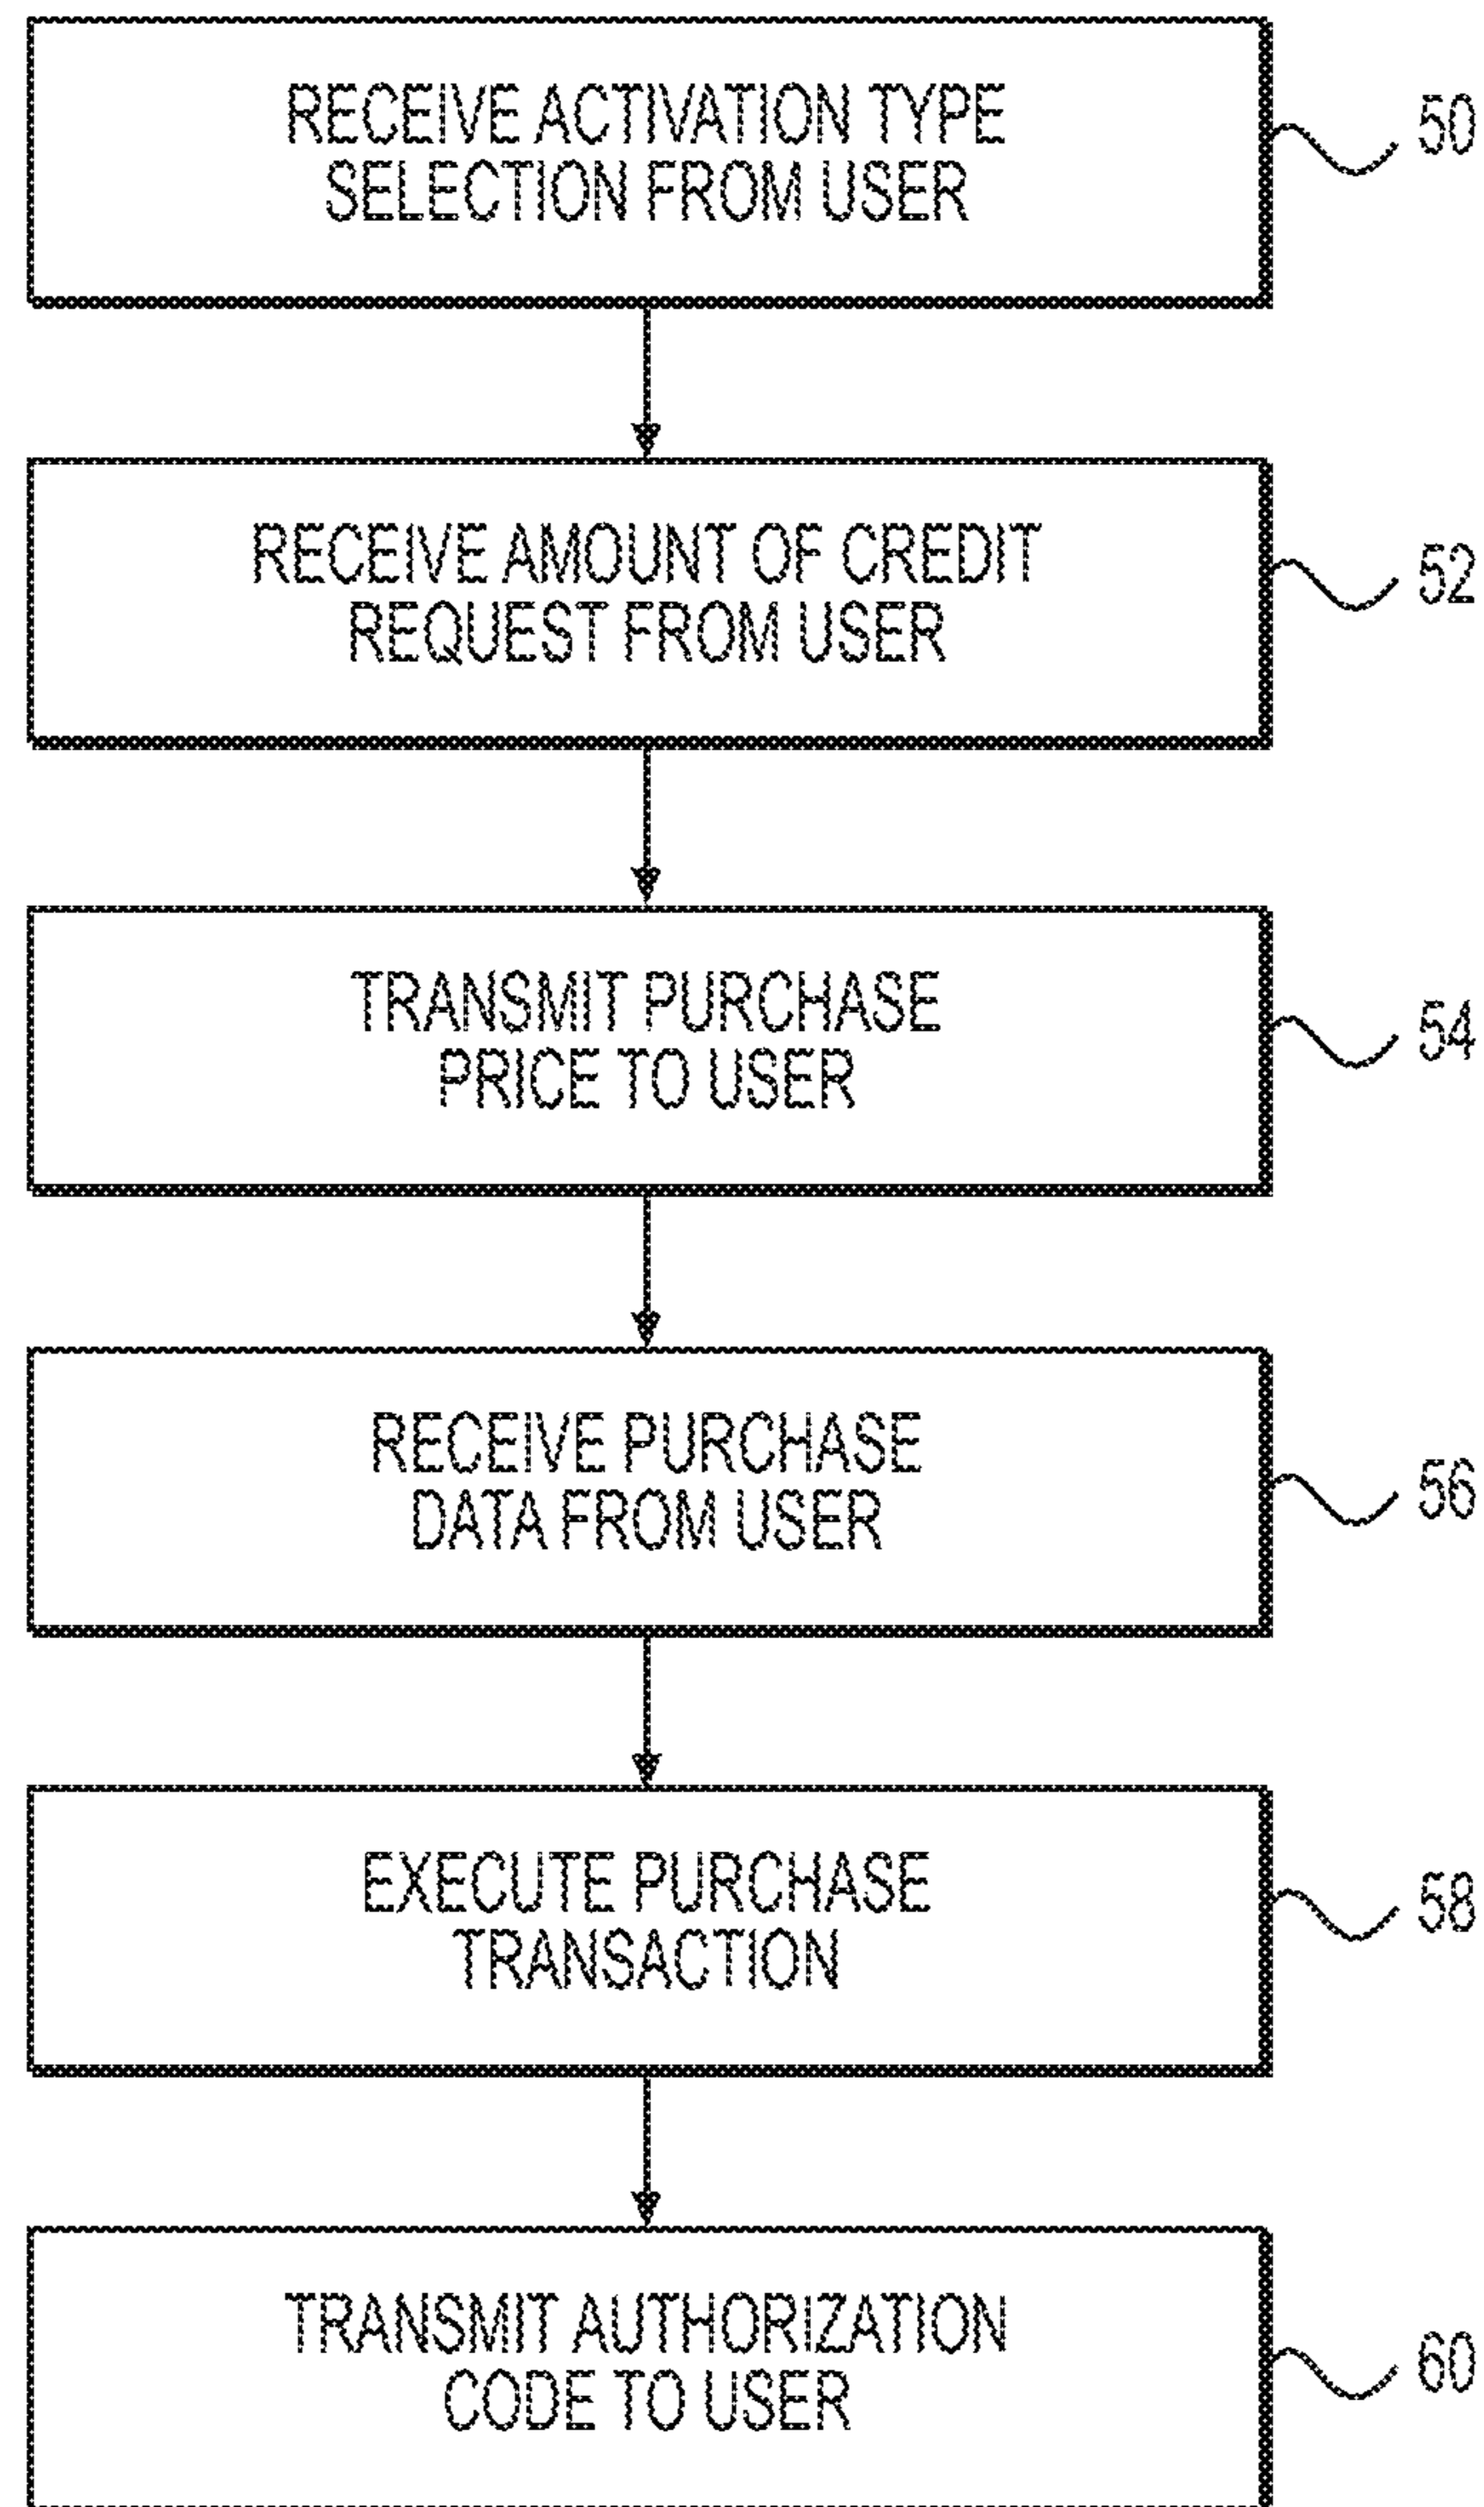 RECEIVE ACTIVATION TYPE
SELECTION FROM USER
50
RECEIVE AMOUNT OF CREDIT
REQUEST FROM USER
52
TRANSMIT PURCHASE
PRICE TO USER
54
RECEIVE PURCHASE
DATA FROM USER
56
EXECUTE PURCHASE
TRANSACTION
58
TRANSMIT AUTHORIZATION
CODE TO USER
60